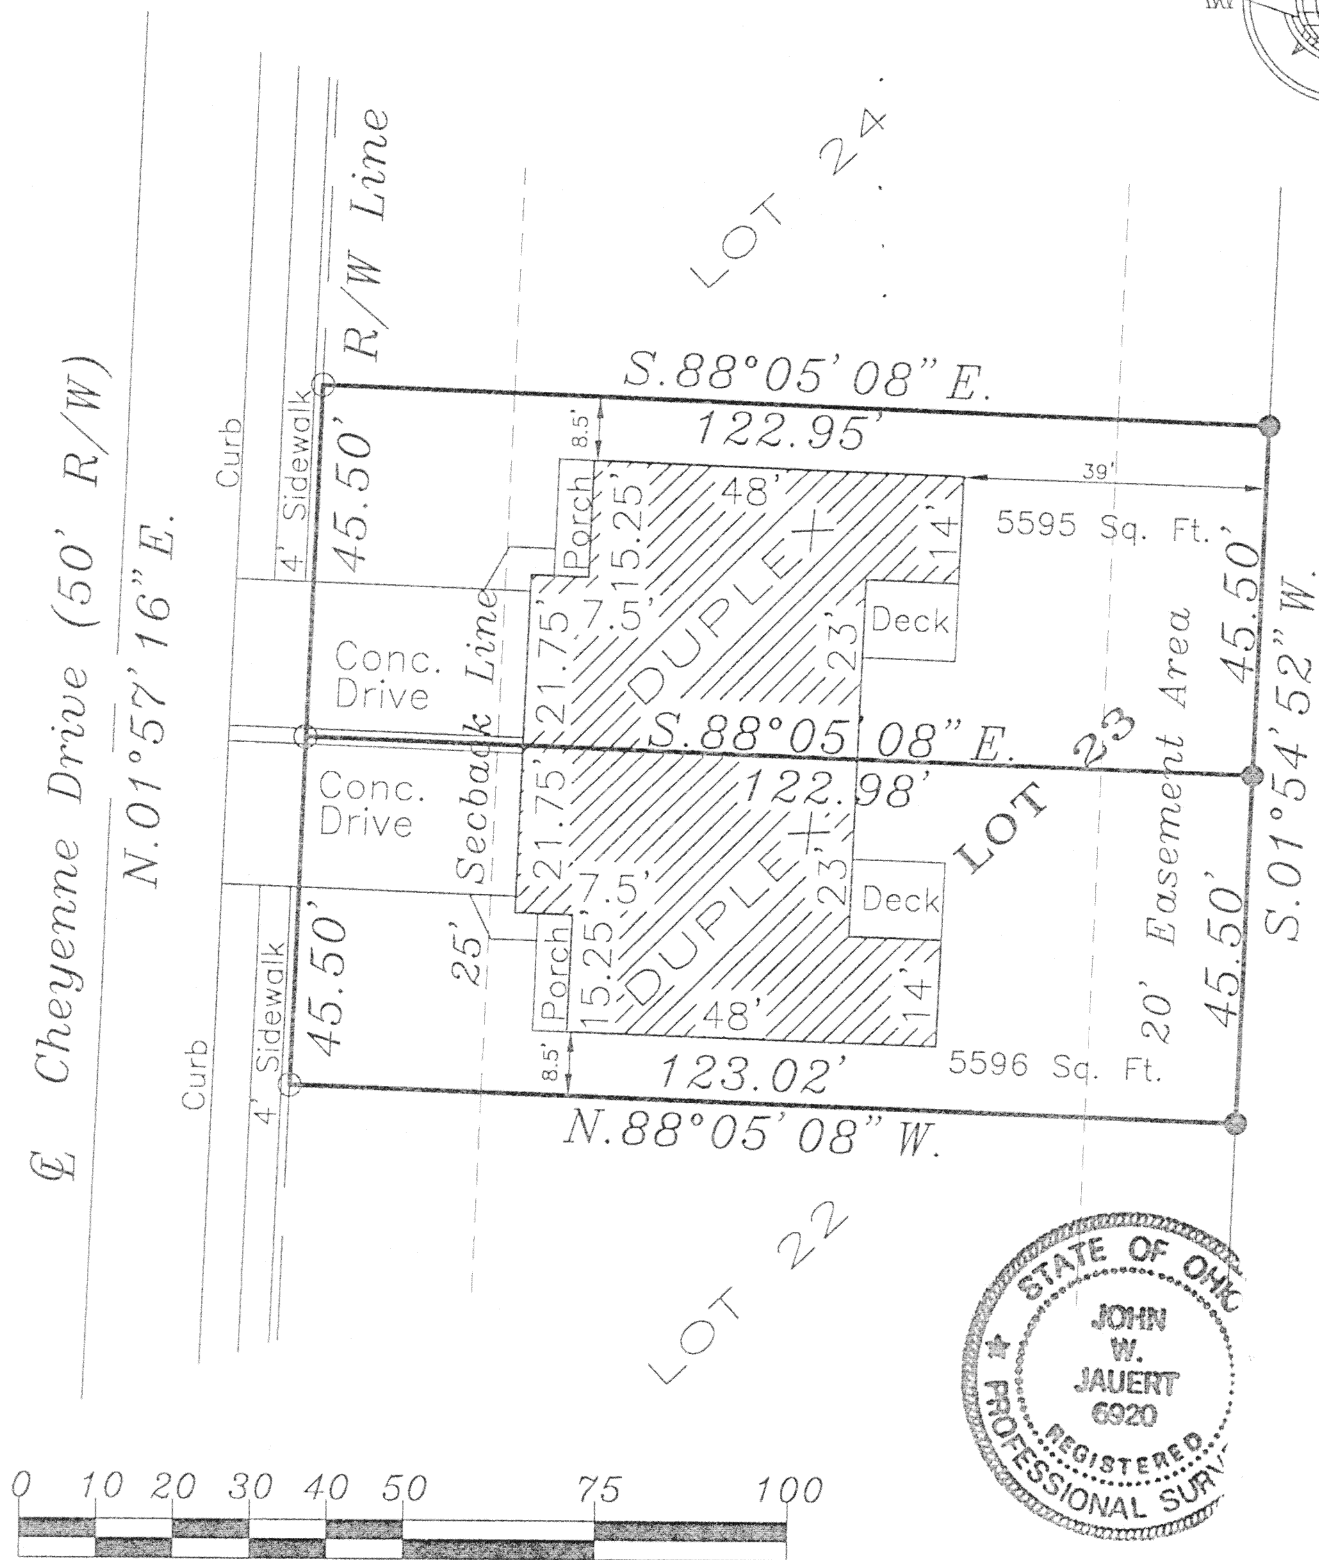 LOT 24
R/W Line
S.88°05'08"E.
122.95'
8.5'
Curb
4' Sidewalk
45.50'
Porch
15.25'
48'
14'
39'
5595 Sq. Ft.
45.50'
S.01°54'52"W.
℄ Cheyenne Drive (50' R/W)
N.01°57'16"E.
Conc.
Drive
21.75'
7.5'
DUPLEX
23'
Deck
S.88°05'08"E.
122.98'
LOT 23
20' Easement Area
25' Secback Line
Conc.
Drive
21.75'
7.5'
DUPLEX
23'
Deck
45.50'
4' Sidewalk
Curb
Porch
15.25'
48'
14'
45.50'
8.5'
123.02'
5596 Sq. Ft.
N.88°05'08"W.
LOT 22
STATE OF OHIO
JOHN
W.
JAUERT
6920
REGISTERED
PROFESSIONAL SURV
0 10 20 30 40 50 75 100